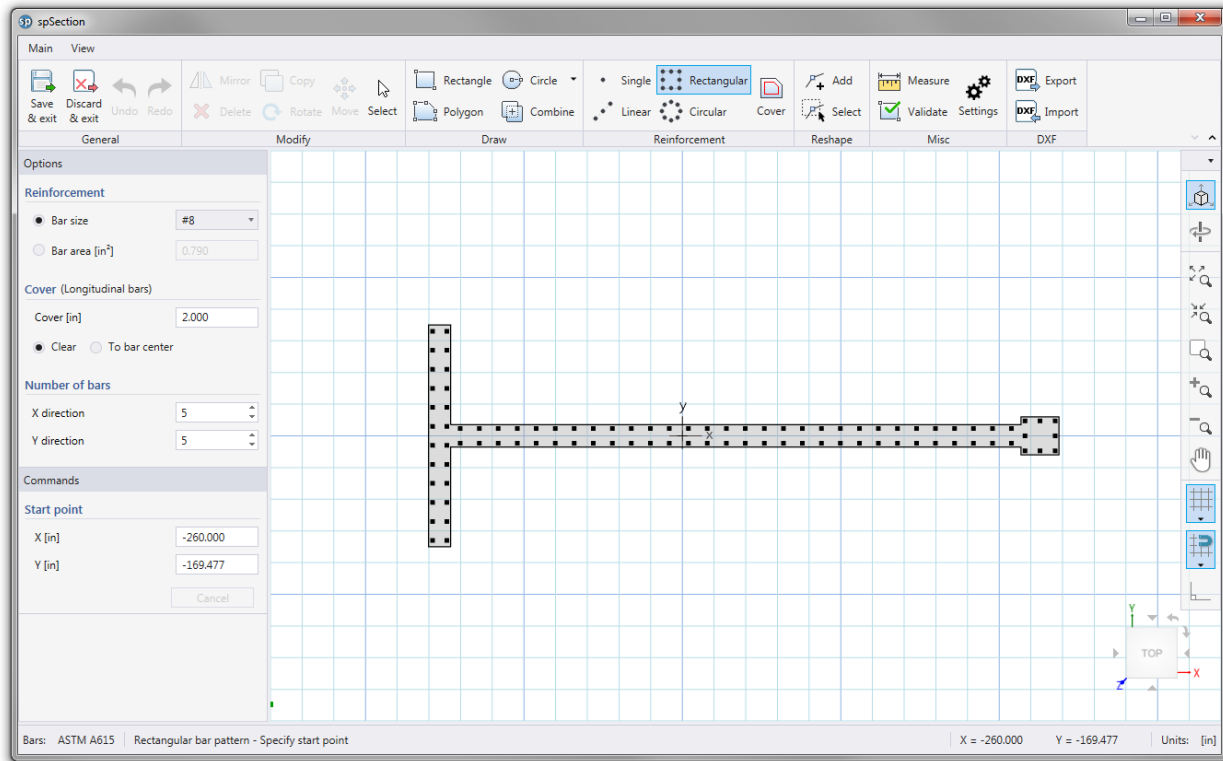 sp spSection
Main View
Save & exit Discard & exit Undo Redo
General
Mirror Copy Delete Rotate Move Select
Modify
Rectangle Circle Polygon Combine
Draw
Single Rectangular Linear Circular Cover
Reinforcement
Add Select
Reshape
Measure Validate Settings
Misc
DXF Export DXF Import
DXF
Options
Reinforcement
Bar size #8
Bar area [in²] 0.790
Cover (Longitudinal bars)
Cover [in] 2.000
Clear To bar center
Number of bars
X direction 5
Y direction 5
Commands
Start point
X [in] -260.000
Y [in] -169.477
Cancel
y
x
Y
TOP
X
Z
Bars: ASTM A615 Rectangular bar pattern - Specify start point X = -260.000 Y = -169.477 Units: [in]